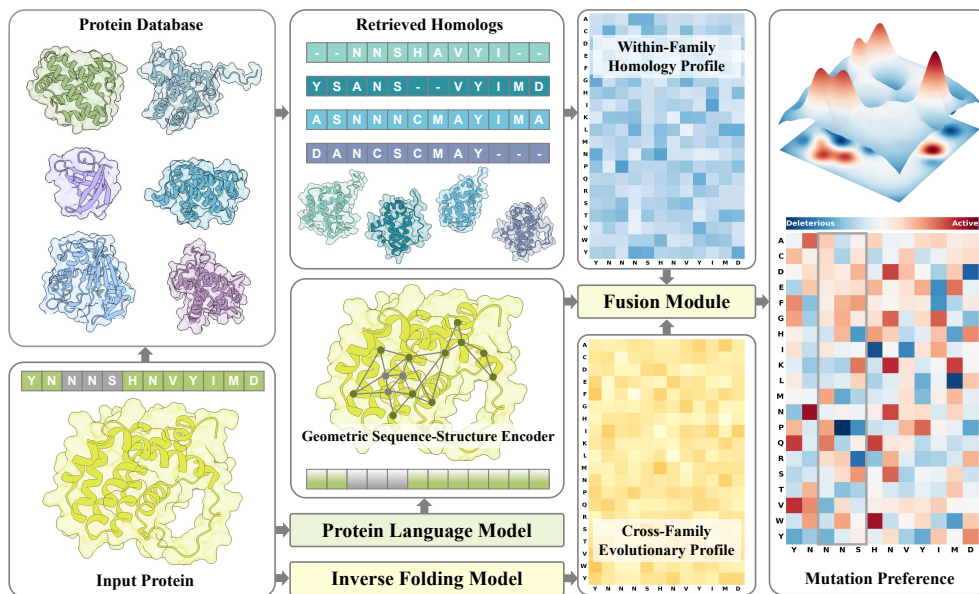 Protein Database
Retrieved Homologs
- - N N S H A V Y I - -
Y S A N S - - V Y I M D
A S N N N C M A Y I M A
D A N C S C M A Y - - -
A
C
D
E
F
G
H
I
K
L
M
N
P
Q
R
S
T
V
W
Y
Within-Family
Homology Profile
Y N N N S H N V Y I M D
Fusion Module
Y N N N S H N V Y I M D
Input Protein
Geometric Sequence-Structure Encoder
Protein Language Model
Inverse Folding Model
A
C
D
E
F
G
H
I
K
L
M
N
P
Q
R
S
T
V
W
Y
Cross-Family
Evolutionary Profile
Y N N N S H N V Y I M D
Deleterious Active
A
C
D
E
F
G
H
I
K
L
M
N
P
Q
R
S
T
V
W
Y
Y N N N S H N V Y I M D
Mutation Preference